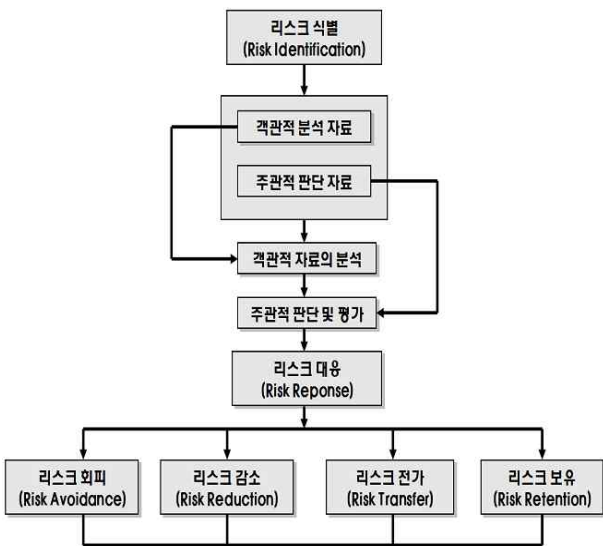 리스크 식별
(Risk Identification)
객관적 분석 자료
주관적 판단 자료
객관적 자료의 분석
주관적 판단 및 평가
리스크 대응
(Risk Reponse)
리스크 회피
(Risk Avoidance)
리스크 감소
(Risk Reduction)
리스크 전가
(Risk Transfer)
리스크 보유
(Risk Retention)